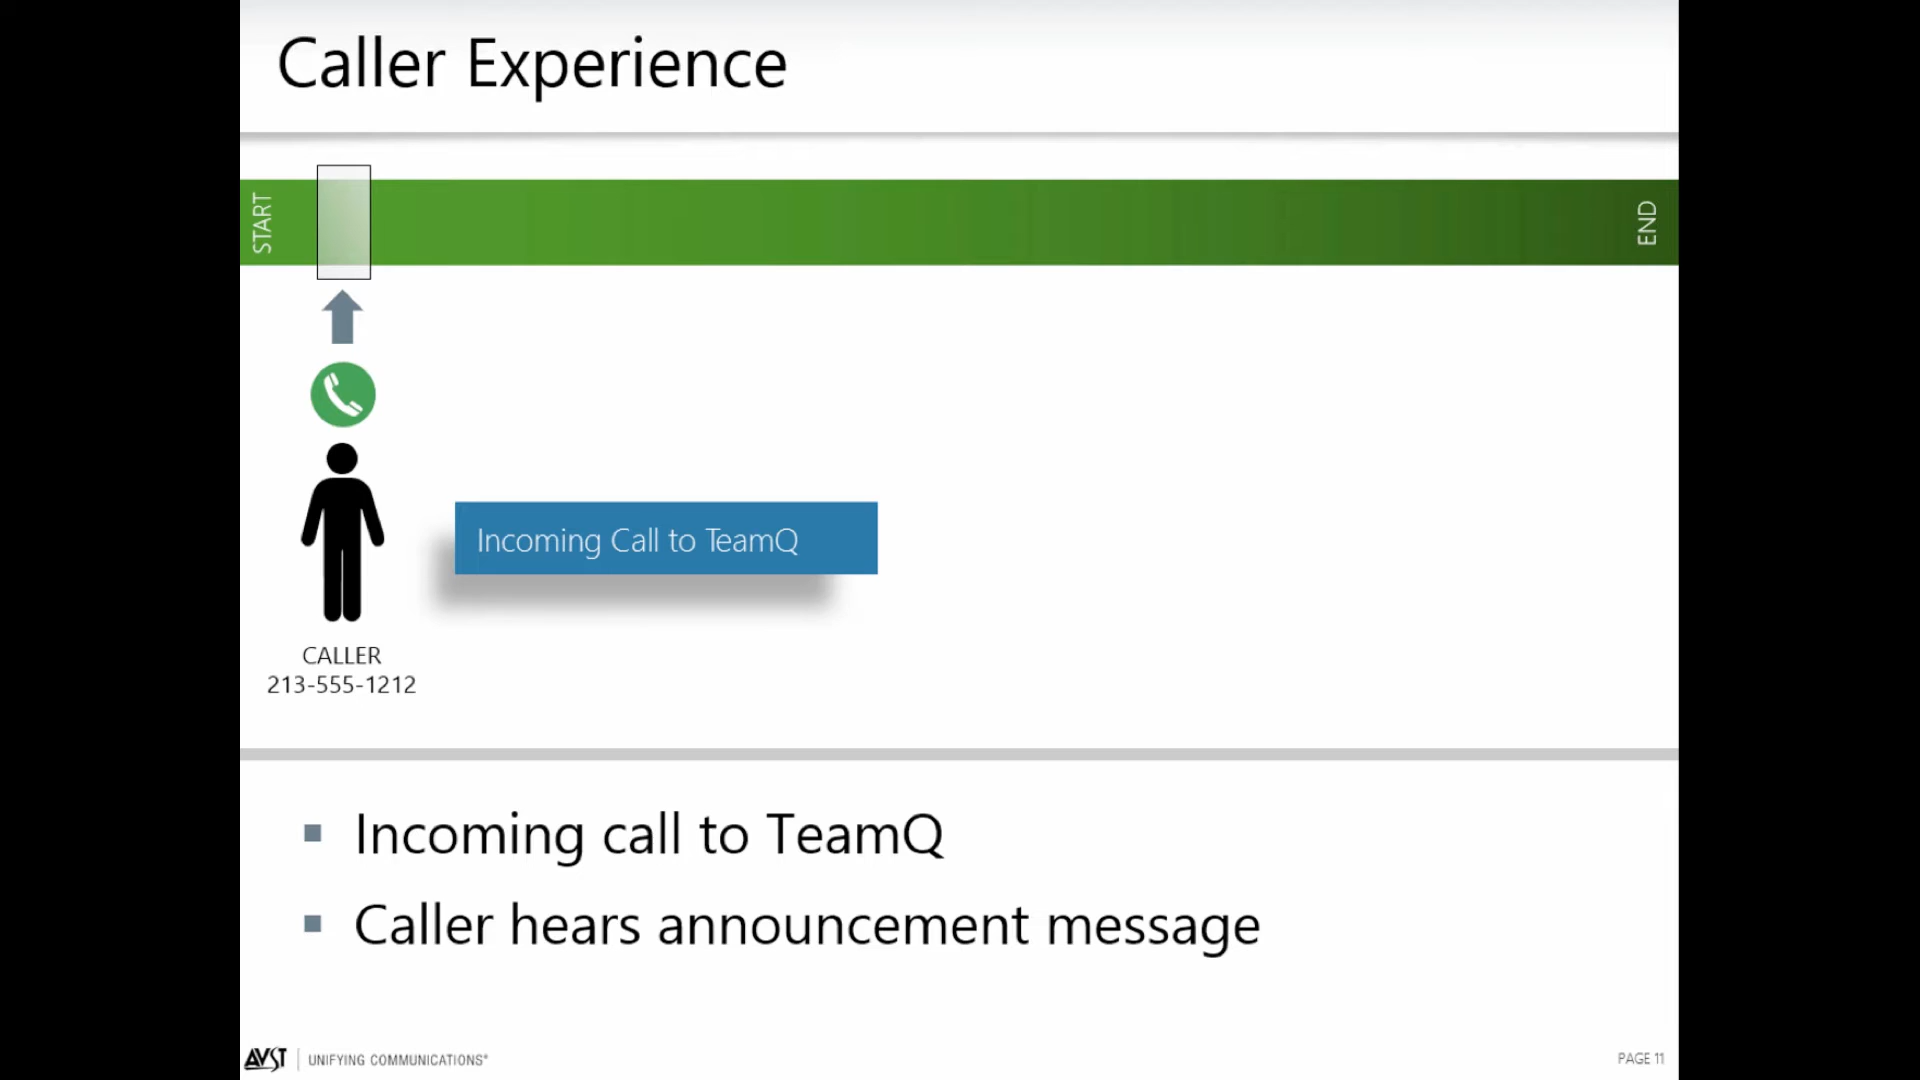 Caller Experience
START
END
Incoming Call to TeamQ
CALLER
213-555-1212
Incoming call to TeamQ
Caller hears announcement message
AVST | UNIFYING COMMUNICATIONS®
PAGE 11